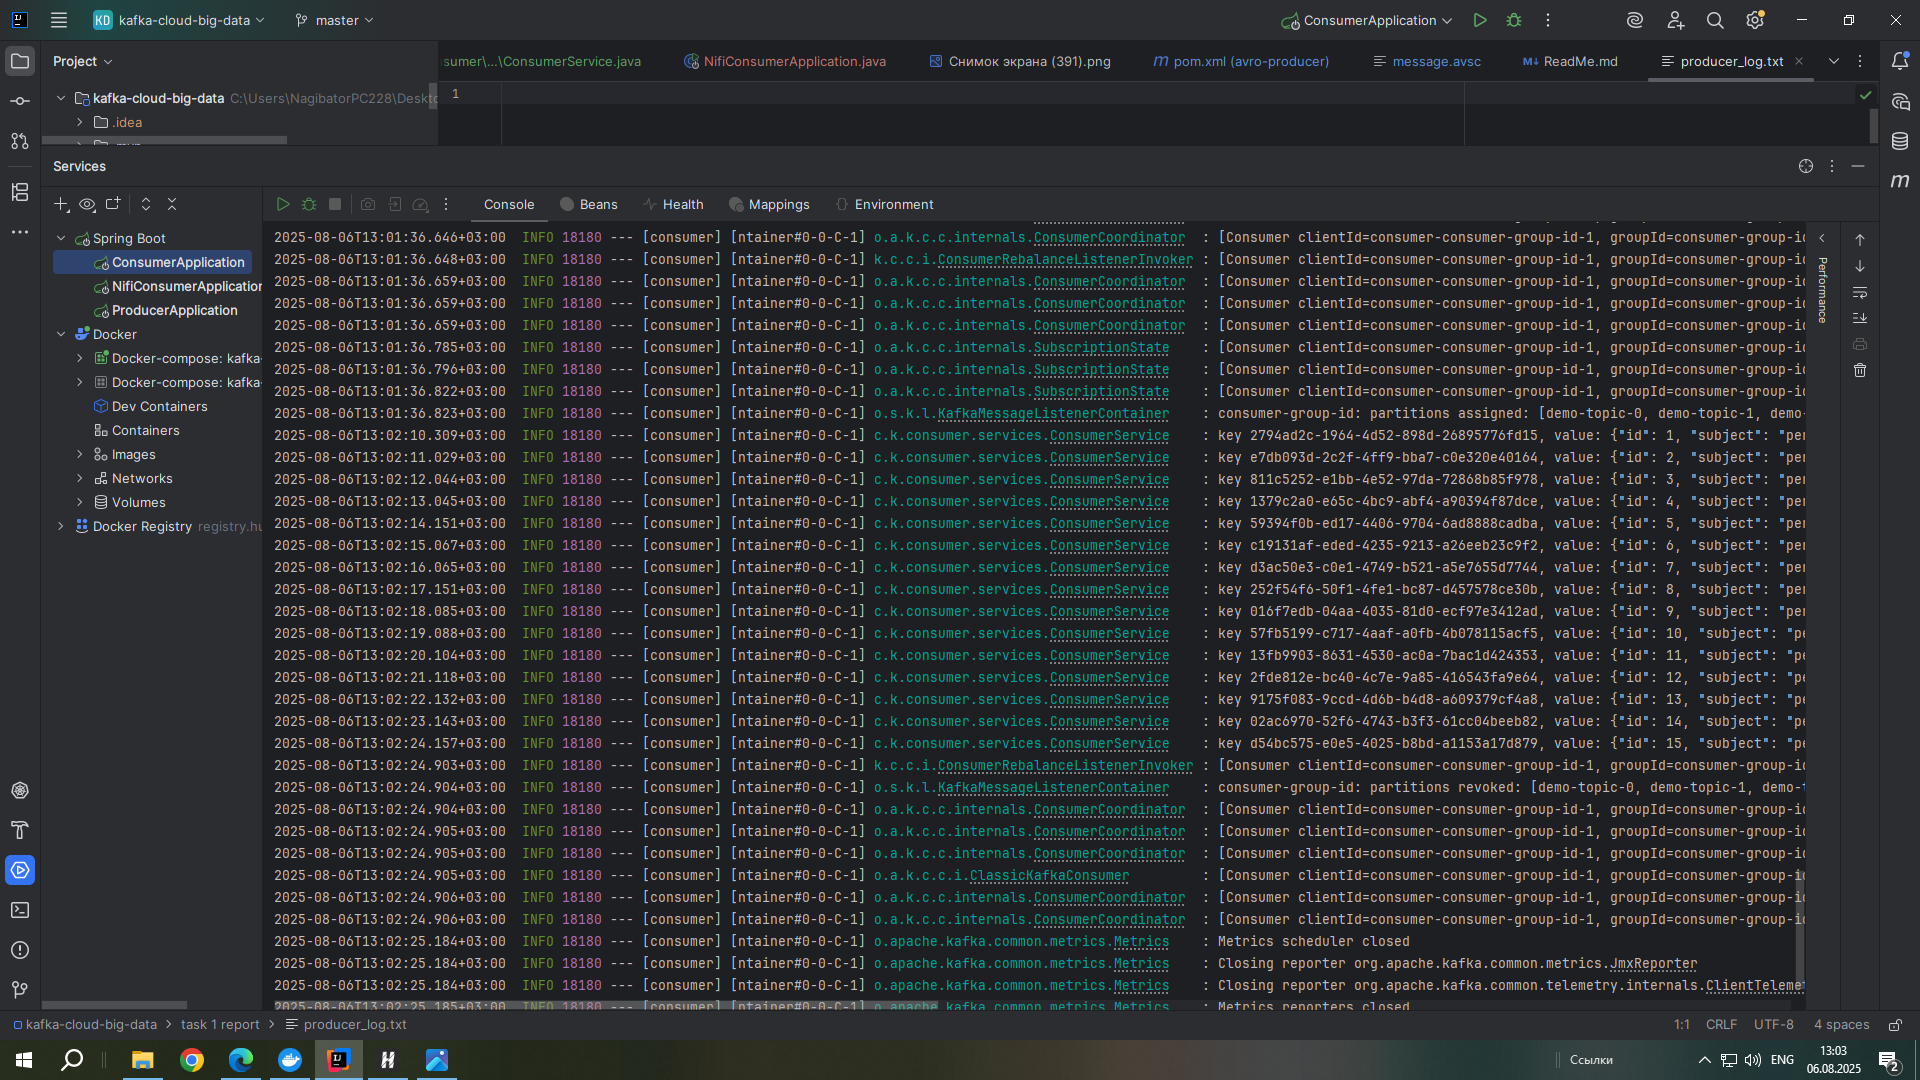 KD kafka-cloud-big-data master ConsumerApplication
Project
sumer\...\ConsumerService.java NifiConsumerApplication.java Снимок экрана (391).png m pom.xml (avro-producer) message.avsc M↓ ReadMe.md producer_log.txt
kafka-cloud-big-data C:\Users\NagibatorPC228\Deskto
1
.idea
Services
Console Beans Health Mappings Environment
Spring Boot
ConsumerApplication
NifiConsumerApplication
ProducerApplication
Docker
Docker-compose: kafka-
Docker-compose: kafka-
Dev Containers
Containers
Images
Networks
Volumes
Docker Registry registry.hu
2025-08-06T13:01:36.646+03:00 INFO 18180 --- [consumer] [ntainer#0-0-C-1] o.a.k.c.c.internals.ConsumerCoordinator : [Consumer clientId=consumer-consumer-group-id-1, groupId=consumer-group-id
2025-08-06T13:01:36.648+03:00 INFO 18180 --- [consumer] [ntainer#0-0-C-1] k.c.c.i.ConsumerRebalanceListenerInvoker : [Consumer clientId=consumer-consumer-group-id-1, groupId=consumer-group-id
2025-08-06T13:01:36.659+03:00 INFO 18180 --- [consumer] [ntainer#0-0-C-1] o.a.k.c.c.internals.ConsumerCoordinator : [Consumer clientId=consumer-consumer-group-id-1, groupId=consumer-group-id
2025-08-06T13:01:36.659+03:00 INFO 18180 --- [consumer] [ntainer#0-0-C-1] o.a.k.c.c.internals.ConsumerCoordinator : [Consumer clientId=consumer-consumer-group-id-1, groupId=consumer-group-id
2025-08-06T13:01:36.659+03:00 INFO 18180 --- [consumer] [ntainer#0-0-C-1] o.a.k.c.c.internals.ConsumerCoordinator : [Consumer clientId=consumer-consumer-group-id-1, groupId=consumer-group-id
2025-08-06T13:01:36.785+03:00 INFO 18180 --- [consumer] [ntainer#0-0-C-1] o.a.k.c.c.internals.SubscriptionState : [Consumer clientId=consumer-consumer-group-id-1, groupId=consumer-group-id
2025-08-06T13:01:36.796+03:00 INFO 18180 --- [consumer] [ntainer#0-0-C-1] o.a.k.c.c.internals.SubscriptionState : [Consumer clientId=consumer-consumer-group-id-1, groupId=consumer-group-id
2025-08-06T13:01:36.822+03:00 INFO 18180 --- [consumer] [ntainer#0-0-C-1] o.a.k.c.c.internals.SubscriptionState : [Consumer clientId=consumer-consumer-group-id-1, groupId=consumer-group-id
2025-08-06T13:01:36.823+03:00 INFO 18180 --- [consumer] [ntainer#0-0-C-1] o.s.k.l.KafkaMessageListenerContainer : consumer-group-id: partitions assigned: [demo-topic-0, demo-topic-1, demo-
2025-08-06T13:02:10.309+03:00 INFO 18180 --- [consumer] [ntainer#0-0-C-1] c.k.consumer.services.ConsumerService : key 2794ad2c-1964-4d52-898d-26895776fd15, value: {"id": 1, "subject": "per
2025-08-06T13:02:11.029+03:00 INFO 18180 --- [consumer] [ntainer#0-0-C-1] c.k.consumer.services.ConsumerService : key e7db093d-2c2f-4ff9-bba7-c0e320e40164, value: {"id": 2, "subject": "per
2025-08-06T13:02:12.044+03:00 INFO 18180 --- [consumer] [ntainer#0-0-C-1] c.k.consumer.services.ConsumerService : key 811c5252-e1bb-4e52-97da-72868b85f978, value: {"id": 3, "subject": "per
2025-08-06T13:02:13.045+03:00 INFO 18180 --- [consumer] [ntainer#0-0-C-1] c.k.consumer.services.ConsumerService : key 1379c2a0-e65c-4bc9-abf4-a90394f87dce, value: {"id": 4, "subject": "per
2025-08-06T13:02:14.151+03:00 INFO 18180 --- [consumer] [ntainer#0-0-C-1] c.k.consumer.services.ConsumerService : key 59394f0b-ed17-4406-9704-6ad8888cadba, value: {"id": 5, "subject": "per
2025-08-06T13:02:15.067+03:00 INFO 18180 --- [consumer] [ntainer#0-0-C-1] c.k.consumer.services.ConsumerService : key c19131af-eded-4235-9213-a26eeb23c9f2, value: {"id": 6, "subject": "per
2025-08-06T13:02:16.065+03:00 INFO 18180 --- [consumer] [ntainer#0-0-C-1] c.k.consumer.services.ConsumerService : key d3ac50e3-c0e1-4749-b521-a5e7655d7744, value: {"id": 7, "subject": "per
2025-08-06T13:02:17.151+03:00 INFO 18180 --- [consumer] [ntainer#0-0-C-1] c.k.consumer.services.ConsumerService : key 252f54f6-50f1-4fe1-bc87-d457578ce30b, value: {"id": 8, "subject": "per
2025-08-06T13:02:18.085+03:00 INFO 18180 --- [consumer] [ntainer#0-0-C-1] c.k.consumer.services.ConsumerService : key 016f7edb-04aa-4035-81d0-ecf97e3412ad, value: {"id": 9, "subject": "per
2025-08-06T13:02:19.088+03:00 INFO 18180 --- [consumer] [ntainer#0-0-C-1] c.k.consumer.services.ConsumerService : key 57fb5199-c717-4aaf-a0fb-4b078115acf5, value: {"id": 10, "subject": "pe
2025-08-06T13:02:20.104+03:00 INFO 18180 --- [consumer] [ntainer#0-0-C-1] c.k.consumer.services.ConsumerService : key 13fb9903-8631-4530-ac0a-7bac1d424353, value: {"id": 11, "subject": "pe
2025-08-06T13:02:21.118+03:00 INFO 18180 --- [consumer] [ntainer#0-0-C-1] c.k.consumer.services.ConsumerService : key 2fde812e-bc40-4c7e-9a85-416543fa9e64, value: {"id": 12, "subject": "pe
2025-08-06T13:02:22.132+03:00 INFO 18180 --- [consumer] [ntainer#0-0-C-1] c.k.consumer.services.ConsumerService : key 9175f083-9ccd-4d6b-b4d8-a609379cf4a8, value: {"id": 13, "subject": "pe
2025-08-06T13:02:23.143+03:00 INFO 18180 --- [consumer] [ntainer#0-0-C-1] c.k.consumer.services.ConsumerService : key 02ac6970-52f6-4743-b3f3-61cc04beeb82, value: {"id": 14, "subject": "pe
2025-08-06T13:02:24.157+03:00 INFO 18180 --- [consumer] [ntainer#0-0-C-1] c.k.consumer.services.ConsumerService : key d54bc575-e0e5-4025-b8bd-a1153a17d879, value: {"id": 15, "subject": "pe
2025-08-06T13:02:24.903+03:00 INFO 18180 --- [consumer] [ntainer#0-0-C-1] k.c.c.i.ConsumerRebalanceListenerInvoker : [Consumer clientId=consumer-consumer-group-id-1, groupId=consumer-group-id
2025-08-06T13:02:24.904+03:00 INFO 18180 --- [consumer] [ntainer#0-0-C-1] o.s.k.l.KafkaMessageListenerContainer : consumer-group-id: partitions revoked: [demo-topic-0, demo-topic-1, demo-t
2025-08-06T13:02:24.904+03:00 INFO 18180 --- [consumer] [ntainer#0-0-C-1] o.a.k.c.c.internals.ConsumerCoordinator : [Consumer clientId=consumer-consumer-group-id-1, groupId=consumer-group-id
2025-08-06T13:02:24.905+03:00 INFO 18180 --- [consumer] [ntainer#0-0-C-1] o.a.k.c.c.internals.ConsumerCoordinator : [Consumer clientId=consumer-consumer-group-id-1, groupId=consumer-group-id
2025-08-06T13:02:24.905+03:00 INFO 18180 --- [consumer] [ntainer#0-0-C-1] o.a.k.c.c.internals.ConsumerCoordinator : [Consumer clientId=consumer-consumer-group-id-1, groupId=consumer-group-id
2025-08-06T13:02:24.905+03:00 INFO 18180 --- [consumer] [ntainer#0-0-C-1] o.a.k.c.c.i.ClassicKafkaConsumer : [Consumer clientId=consumer-consumer-group-id-1, groupId=consumer-group-id
2025-08-06T13:02:24.906+03:00 INFO 18180 --- [consumer] [ntainer#0-0-C-1] o.a.k.c.c.internals.ConsumerCoordinator : [Consumer clientId=consumer-consumer-group-id-1, groupId=consumer-group-id
2025-08-06T13:02:24.906+03:00 INFO 18180 --- [consumer] [ntainer#0-0-C-1] o.a.k.c.c.internals.ConsumerCoordinator : [Consumer clientId=consumer-consumer-group-id-1, groupId=consumer-group-id
2025-08-06T13:02:25.184+03:00 INFO 18180 --- [consumer] [ntainer#0-0-C-1] o.apache.kafka.common.metrics.Metrics : Metrics scheduler closed
2025-08-06T13:02:25.184+03:00 INFO 18180 --- [consumer] [ntainer#0-0-C-1] o.apache.kafka.common.metrics.Metrics : Closing reporter org.apache.kafka.common.metrics.JmxReporter
2025-08-06T13:02:25.184+03:00 INFO 18180 --- [consumer] [ntainer#0-0-C-1] o.apache.kafka.common.metrics.Metrics : Closing reporter org.apache.kafka.common.telemetry.internals.ClientTelemet
2025-08-06T13:02:25.185+03:00 INFO 18180 --- [consumer] [ntainer#0-0-C-1] o.apache.kafka.common.metrics.Metrics : Metrics reporters closed
Performance
kafka-cloud-big-data > task 1 report > producer_log.txt 1:1 CRLF UTF-8 4 spaces
Ссылки ENG 13:03
06.08.2025 2